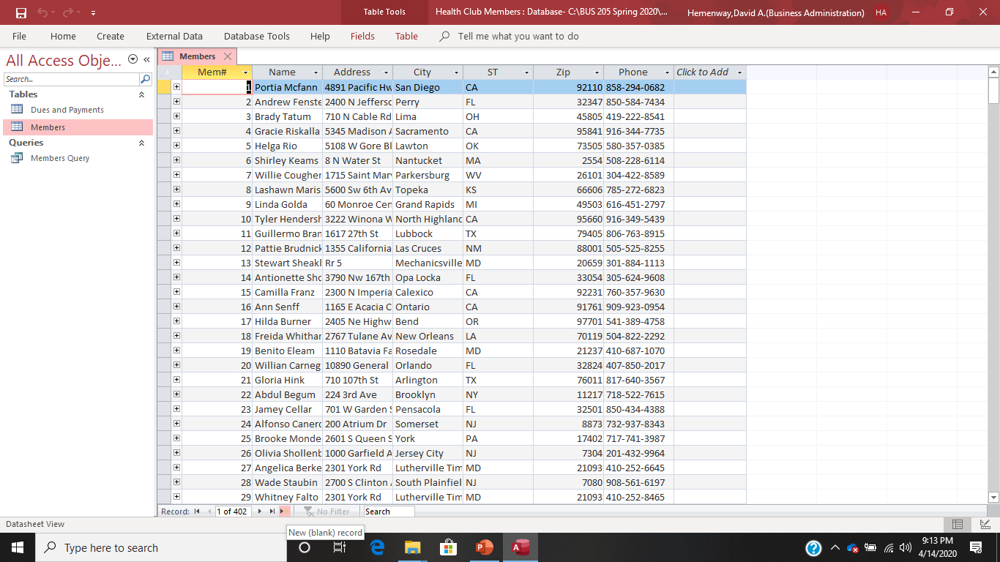 Table Tools
Health Club Members : Database- C:\BUS 205 Spring 2020\...
Hemenway,David A.(Business Administration)
HA
File Home Create External Data Database Tools Help Fields Table Tell me what you want to do
All Access Obje...
Search...
Tables
Dues and Payments
Members
Queries
Members Query
Members
Mem# Name Address City ST Zip Phone Click to Add
1 Portia Mcfann 4891 Pacific Hw San Diego CA 92110 858-294-0682
2 Andrew Fenste 2400 N Jefferso Perry FL 32347 850-584-7434
3 Brady Tatum 710 N Cable Rd Lima OH 45805 419-222-8541
4 Gracie Riskalla 5345 Madison A Sacramento CA 95841 916-344-7735
5 Helga Rio 5108 W Gore Bl Lawton OK 73505 580-357-0385
6 Shirley Keams 8 N Water St Nantucket MA 2554 508-228-6114
7 Willie Cougher 1715 Saint Marv Parkersburg WV 26101 304-422-8589
8 Lashawn Maris 5600 Sw 6th Av Topeka KS 66606 785-272-6823
9 Linda Golda 60 Monroe Cen Grand Rapids MI 49503 616-451-2797
10 Tyler Hendersh 3222 Winona W North Highland CA 95660 916-349-5439
11 Guillermo Bran 1617 27th St Lubbock TX 79405 806-763-8915
12 Pattie Brudnick 1355 California Las Cruces NM 88001 505-525-8255
13 Stewart Sheakl Rr 5 Mechanicsville MD 20659 301-884-1113
14 Antionette Sho 3790 Nw 167th Opa Locka FL 33054 305-624-9608
15 Camilla Franz 2300 N Imperia Calexico CA 92231 760-357-9630
16 Ann Senff 1165 E Acacia C Ontario CA 91761 909-923-0954
17 Hilda Burner 2405 Ne Highw Bend OR 97701 541-389-4758
18 Freida Whithar 2767 Tulane Av New Orleans LA 70119 504-822-2292
19 Benito Eleam 1110 Batavia Fa Rosedale MD 21237 410-687-1070
20 Willian Carneg 10890 General Orlando FL 32824 407-850-2017
21 Gloria Hink 710 107th St Arlington TX 76011 817-640-3567
22 Abdul Begum 224 3rd Ave Brooklyn NY 11217 718-522-7615
23 Jamey Cellar 701 W Garden S Pensacola FL 32501 850-434-4388
24 Alfonso Canero 200 Atrium Dr Somerset NJ 8873 732-937-8343
25 Brooke Monde 2601 S Queen S York PA 17402 717-741-3987
26 Olivia Shollenb 1000 Garfield A Jersey City NJ 7304 201-432-9964
27 Angelica Berke 2301 York Rd Lutherville Tim MD 21093 410-252-6645
28 Wade Staubin 2700 S Clinton A South Plainfiel NJ 7080 908-561-6197
29 Whitney Falto 2301 York Rd Lutherville Tim MD 21093 410-252-8465
Record: 1 of 402 No Filter Search
Datasheet View
New (blank) record
Type here to search
9:13 PM
4/14/2020